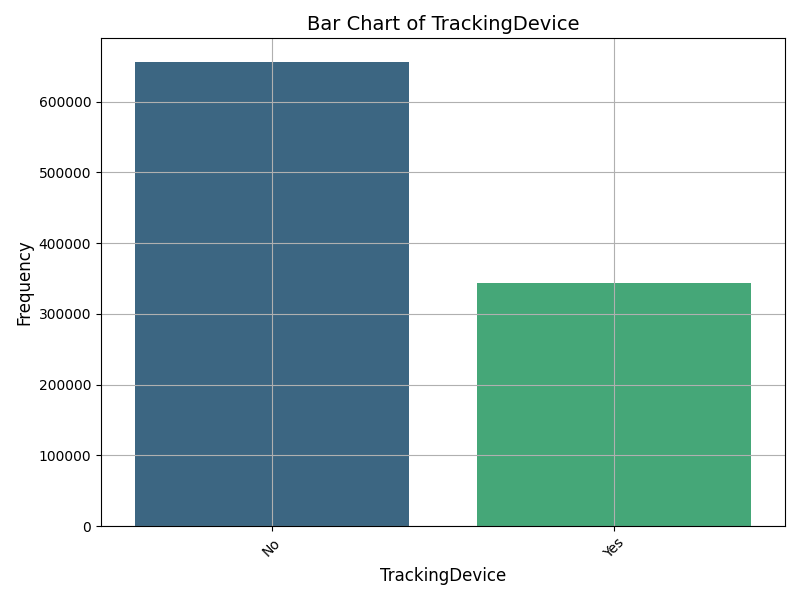 Bar Chart of TrackingDevice
600000
500000
400000
300000
200000
100000
0
Frequency
No
Yes
TrackingDevice